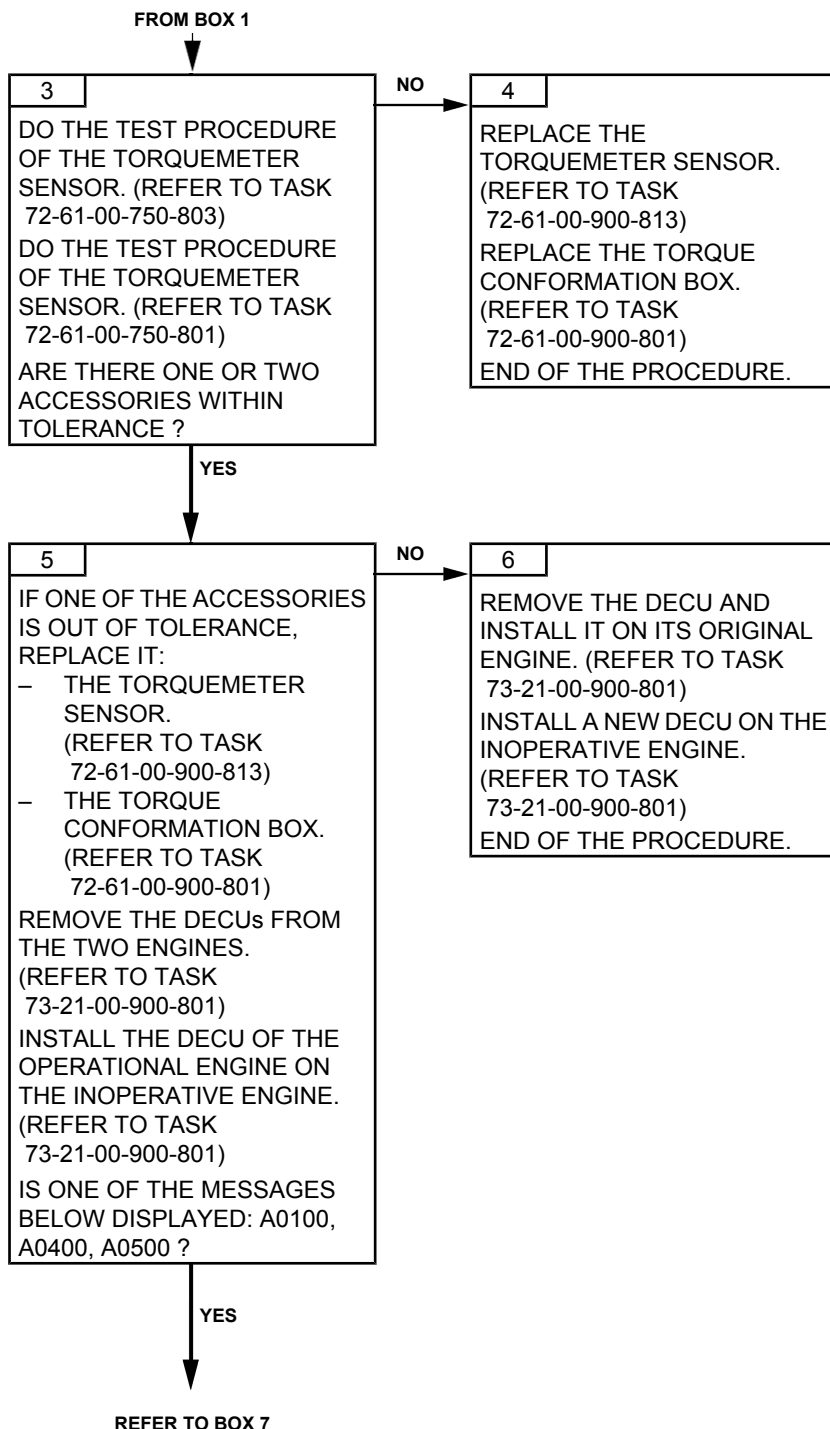 FROM BOX 1
3
DO THE TEST PROCEDURE
OF THE TORQUEMETER
SENSOR. (REFER TO TASK
72-61-00-750-803)
DO THE TEST PROCEDURE
OF THE TORQUEMETER
SENSOR. (REFER TO TASK
72-61-00-750-801)
ARE THERE ONE OR TWO
ACCESSORIES WITHIN
TOLERANCE ?
NO
4
REPLACE THE
TORQUEMETER SENSOR.
(REFER TO TASK
72-61-00-900-813)
REPLACE THE TORQUE
CONFORMATION BOX.
(REFER TO TASK
72-61-00-900-801)
END OF THE PROCEDURE.
YES
5
IF ONE OF THE ACCESSORIES
IS OUT OF TOLERANCE,
REPLACE IT:
– THE TORQUEMETER
SENSOR.
(REFER TO TASK
72-61-00-900-813)
– THE TORQUE
CONFORMATION BOX.
(REFER TO TASK
72-61-00-900-801)
REMOVE THE DECUs FROM
THE TWO ENGINES.
(REFER TO TASK
73-21-00-900-801)
INSTALL THE DECU OF THE
OPERATIONAL ENGINE ON
THE INOPERATIVE ENGINE.
(REFER TO TASK
73-21-00-900-801)
IS ONE OF THE MESSAGES
BELOW DISPLAYED: A0100,
A0400, A0500 ?
NO
6
REMOVE THE DECU AND
INSTALL IT ON ITS ORIGINAL
ENGINE. (REFER TO TASK
73-21-00-900-801)
INSTALL A NEW DECU ON THE
INOPERATIVE ENGINE.
(REFER TO TASK
73-21-00-900-801)
END OF THE PROCEDURE.
YES
REFER TO BOX 7